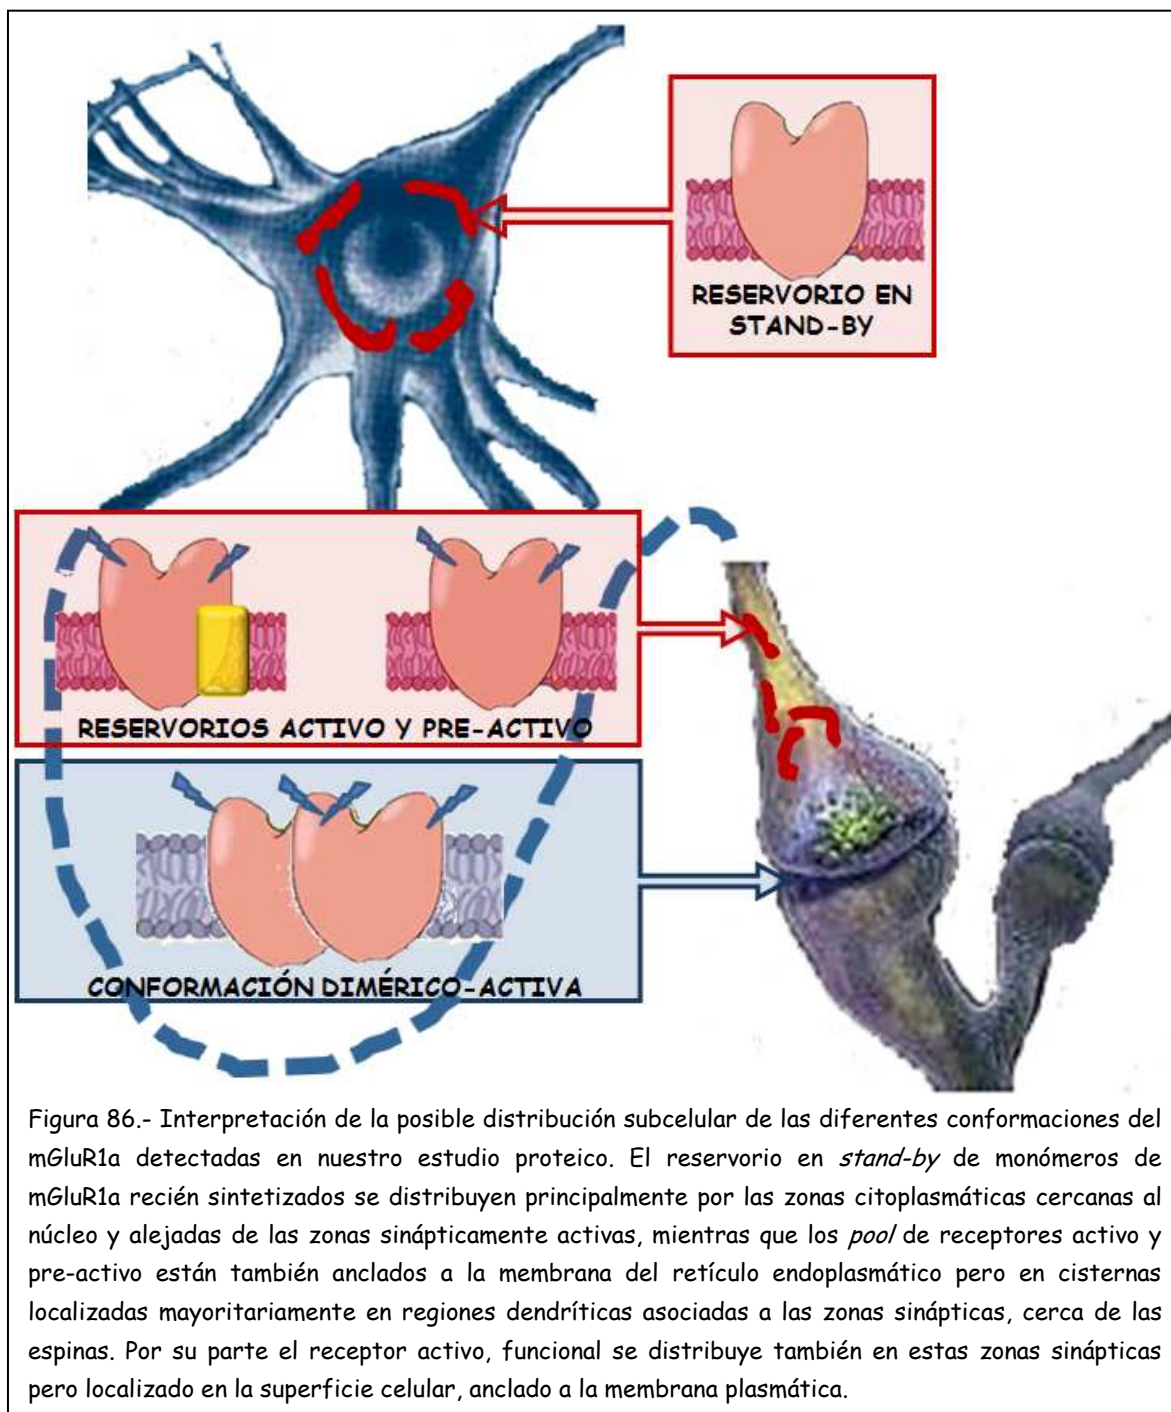 RESERVORIO EN
STAND-BY
RESERVORIOS ACTIVO Y PRE-ACTIVO
CONFORMACIÓN DIMÉRICO-ACTIVA
Figura 86.- Interpretación de la posible distribución subcelular de las diferentes conformaciones del
mGluR1a detectadas en nuestro estudio proteico. El reservorio en stand-by de monómeros de
mGluR1a recién sintetizados se distribuyen principalmente por las zonas citoplasmáticas cercanas al
núcleo y alejadas de las zonas sinápticamente activas, mientras que los pool de receptores activo y
pre-activo están también anclados a la membrana del retículo endoplasmático pero en cisternas
localizadas mayoritariamente en regiones dendríticas asociadas a las zonas sinápticas, cerca de las
espinas. Por su parte el receptor activo, funcional se distribuye también en estas zonas sinápticas
pero localizado en la superficie celular, anclado a la membrana plasmática.